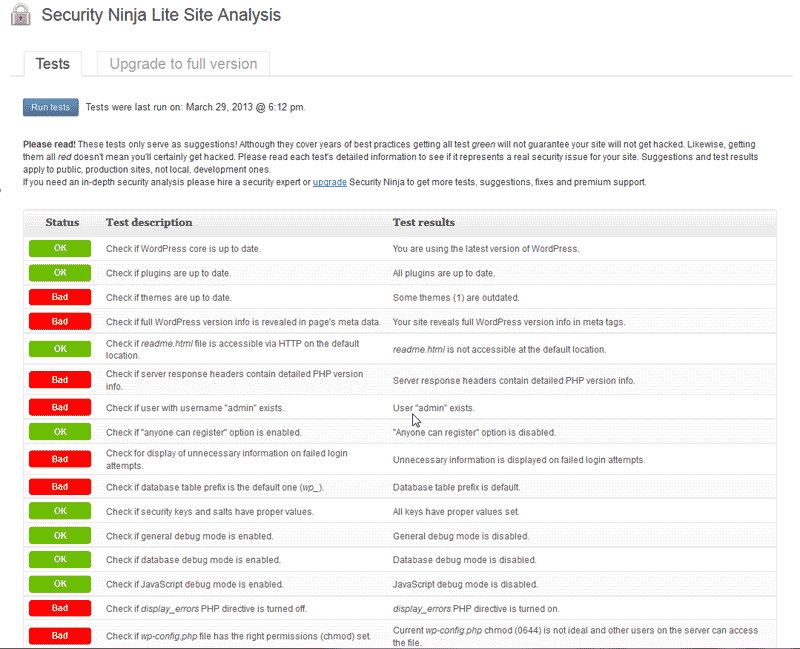 Security Ninja Lite Site Analysis
Tests
Upgrade to full version
Run tests Tests were last run on: March 29, 2013 @ 6:12 pm.
Please read! These tests only serve as suggestions! Although they cover years of best practices getting all test green will not guarantee your site will not get hacked. Likewise, getting
them all red doesn't mean you'll certainly get hacked. Please read each test's detailed information to see if it represents a real security issue for your site. Suggestions and test results
apply to public, production sites, not local, development ones.
If you need an in-depth security analysis please hire a security expert or upgrade Security Ninja to get more tests, suggestions, fixes and premium support.
Status Test description Test results
OK Check if WordPress core is up to date. You are using the latest version of WordPress.
OK Check if plugins are up to date. All plugins are up to date.
Bad Check if themes are up to date. Some themes (1) are outdated.
Bad Check if full WordPress version info is revealed in page's meta data. Your site reveals full WordPress version info in meta tags.
OK Check if readme.html file is accessible via HTTP on the default
location. readme.html is not accessible at the default location.
Bad Check if server response headers contain detailed PHP version
info. Server response headers contain detailed PHP version info.
Bad Check if user with username "admin" exists. User "admin" exists.
OK Check if "anyone can register" option is enabled. "Anyone can register" option is disabled.
Bad Check for display of unnecessary information on failed login
attempts. Unnecessary information is displayed on failed login attempts.
Bad Check if database table prefix is the default one (wp_). Database table prefix is default.
OK Check if security keys and salts have proper values. All keys have proper values set.
OK Check if general debug mode is enabled. General debug mode is disabled.
OK Check if database debug mode is enabled. Database debug mode is disabled.
OK Check if JavaScript debug mode is enabled. JavaScript debug mode is disabled.
Bad Check if display_errors PHP directive is turned off. display_errors PHP directive is turned on.
Bad Check if wp-config.php file has the right permissions (chmod) set. Current wp-config.php chmod (0644) is not ideal and other users on the server can access
the file.